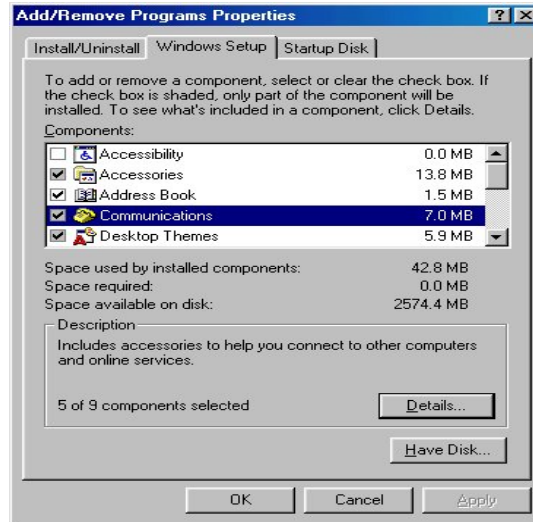 Add/Remove Programs Properties
Install/Uninstall Windows Setup Startup Disk
To add or remove a component, select or clear the check box. If
the check box is shaded, only part of the component will be
installed. To see what's included in a component, click Details.
Components:
Accessibility 0.0 MB
Accessories 13.8 MB
Address Book 1.5 MB
Communications 7.0 MB
Desktop Themes 5.9 MB
Space used by installed components: 42.8 MB
Space required: 0.0 MB
Space available on disk: 2574.4 MB
Description
Includes accessories to help you connect to other computers
and online services.
5 of 9 components selected Details...
Have Disk...
OK Cancel Apply